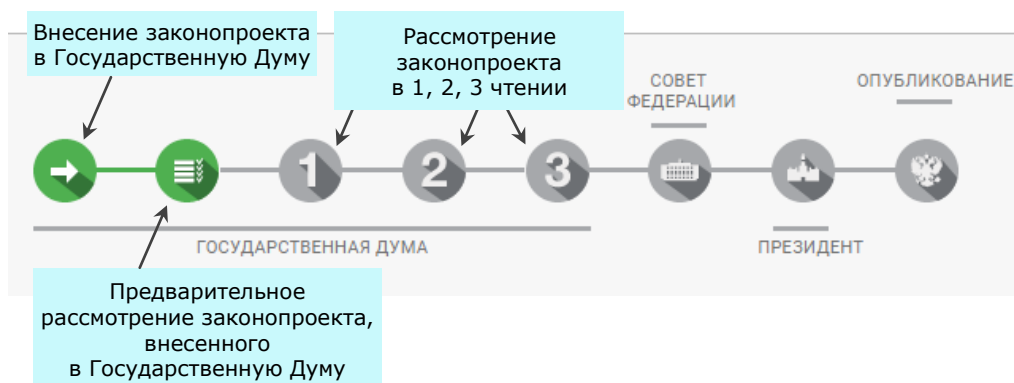 Внесение законопроекта
в Государственную Думу
Рассмотрение
законопроекта
в 1, 2, 3 чтении
СОВЕТ
ФЕДЕРАЦИИ
ОПУБЛИКОВАНИЕ
1
2
3
ГОСУДАРСТВЕННАЯ ДУМА
ПРЕЗИДЕНТ
Предварительное
рассмотрение законопроекта,
внесенного
в Государственную Думу